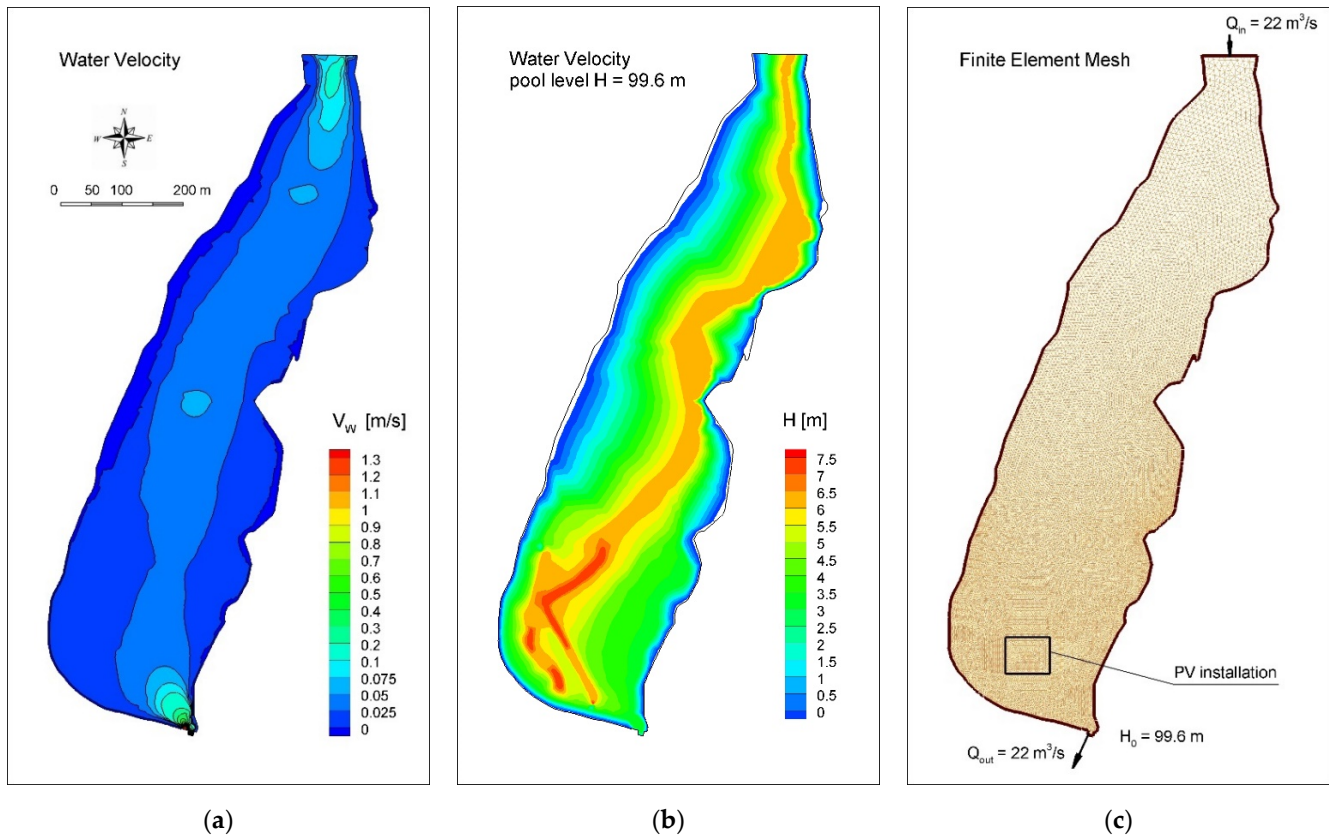 Water Velocity
N
W E
S
0 50 100 200 m
V_W [m/s]
1.3
1.2
1.1
1
0.9
0.8
0.7
0.6
0.5
0.4
0.3
0.2
0.1
0.075
0.05
0.025
0
(a)
Water Velocity
pool level H = 99.6 m
H [m]
7.5
7
6.5
6
5.5
5
4.5
4
3.5
3
2.5
2
1.5
1
0.5
0
(b)
Q_in = 22 m³/s
Finite Element Mesh
PV installation
H_0 = 99.6 m
Q_out = 22 m³/s
(c)